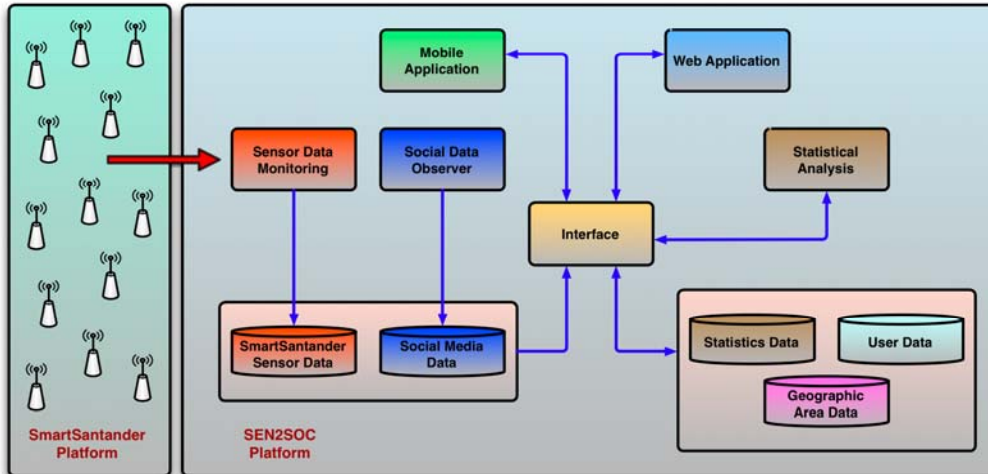 Mobile
Application
Web Application
Sensor Data
Monitoring
Social Data
Observer
Statistical
Analysis
Interface
SmartSantander
Sensor Data
Social Media
Data
Statistics Data
User Data
Geographic
Area Data
SmartSantander
Platform
SEN2SOC
Platform